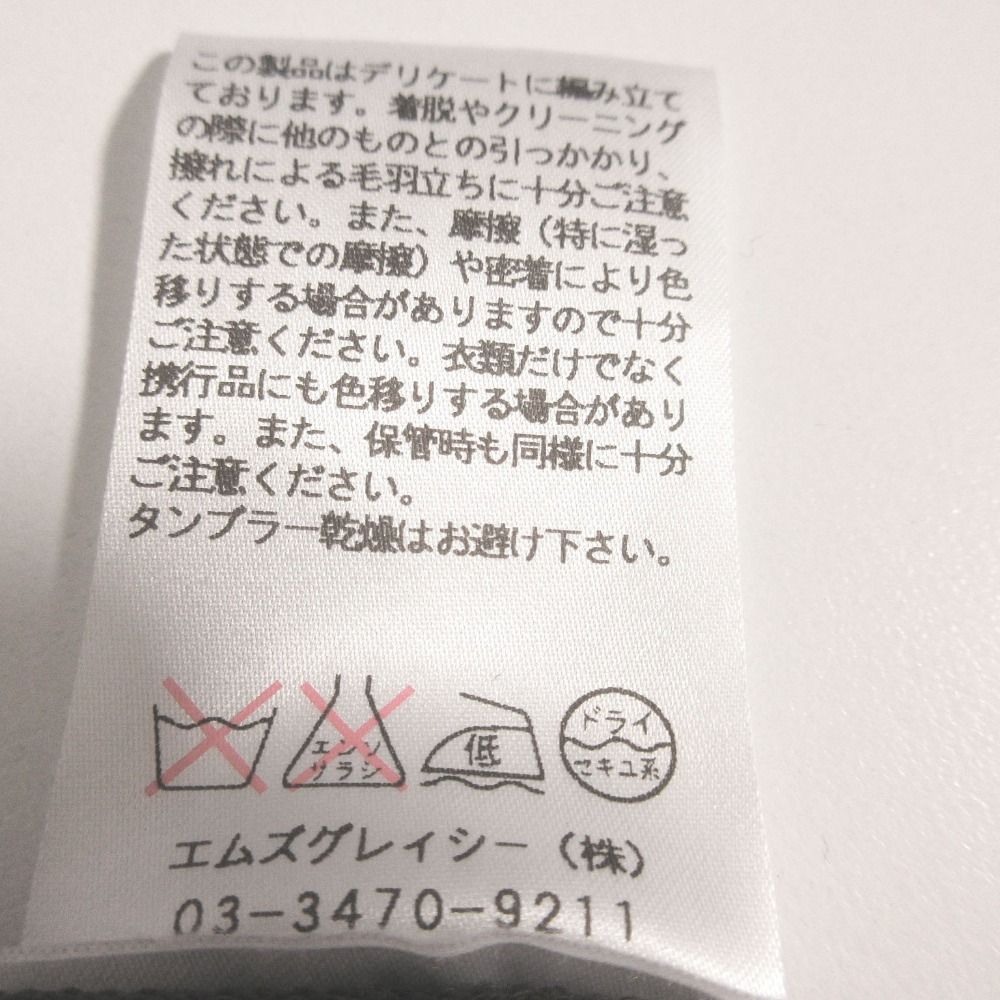 この製品はデリケートに編み立て
ております。着脱やクリーニング
の際に他のものとの引っかかり、
擦れによる毛羽立ちに十分ご注意
ください。また、摩擦（特に湿っ
た状態での摩擦）や密着により色
移りする場合がありますので十分
ご注意ください。衣類だけでなく
携行品にも色移りする場合があり
ます。また、保管時も同様に十分
ご注意ください。
タンブラー乾燥はお避け下さい。
エンソ
サラシ
低
ドライ
セキユ系
エムズグレイシー（株）
03-3470-9211